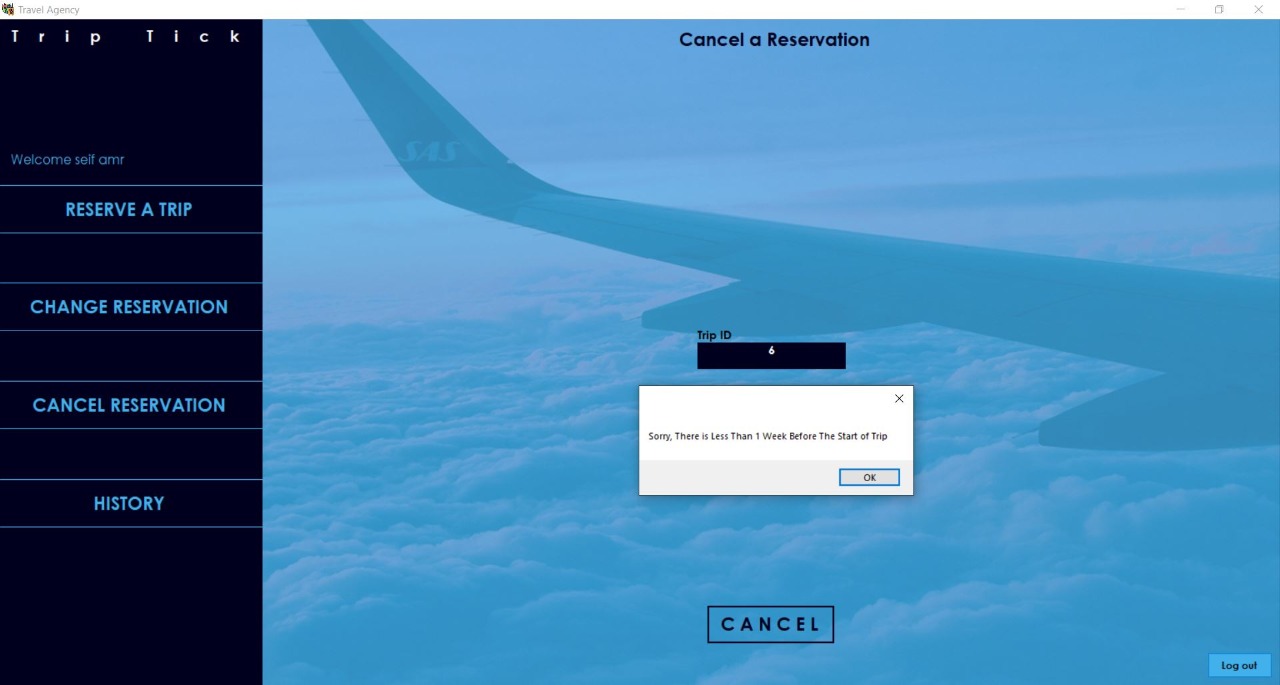 Travel Agency
Trip Tick
Cancel a Reservation
SAS
Welcome seif amr
RESERVE A TRIP
CHANGE RESERVATION
Trip ID
6
CANCEL RESERVATION
Sorry, There is Less Than 1 Week Before The Start of Trip
OK
HISTORY
CANCEL
Log out